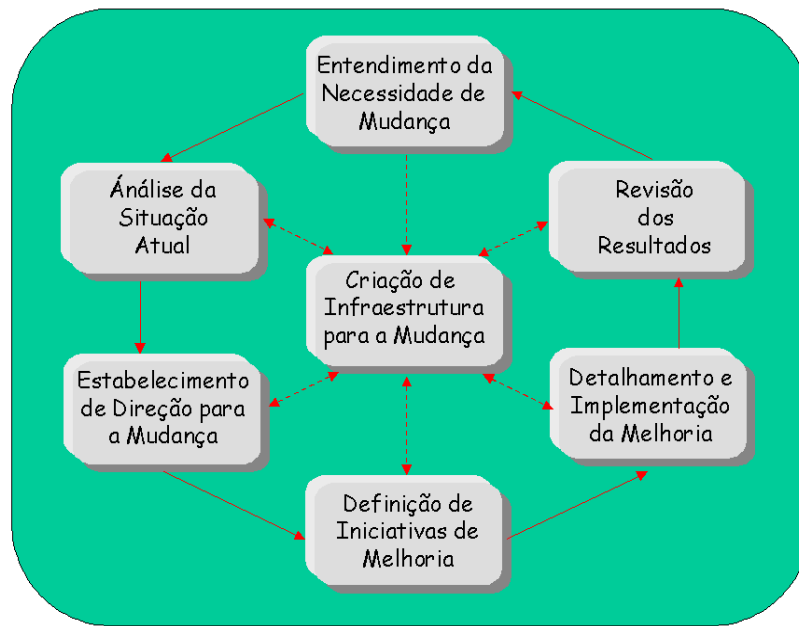 Entendimento da
Necessidade de
Mudança
Ánálise da
Situação
Atual
Revisão
dos
Resultados
Criação de
Infraestrutura
para a Mudança
Estabelecimento
de Direção para
a Mudança
Detalhamento e
Implementação
da Melhoria
Definição de
Iniciativas de
Melhoria